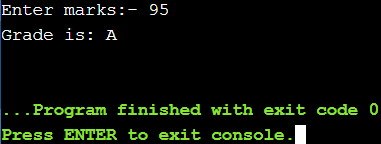 Enter marks:- 95
Grade is: A
...Program finished with exit code 0
Press ENTER to exit console.